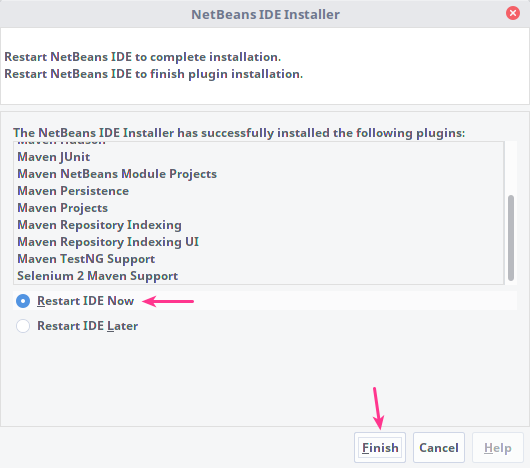 NetBeans IDE Installer
Restart NetBeans IDE to complete installation.
Restart NetBeans IDE to finish plugin installation.
The NetBeans IDE Installer has successfully installed the following plugins:
Maven Hudson
Maven JUnit
Maven NetBeans Module Projects
Maven Persistence
Maven Projects
Maven Repository Indexing
Maven Repository Indexing UI
Maven TestNG Support
Selenium 2 Maven Support
Restart IDE Now
Restart IDE Later
Finish
Cancel
Help